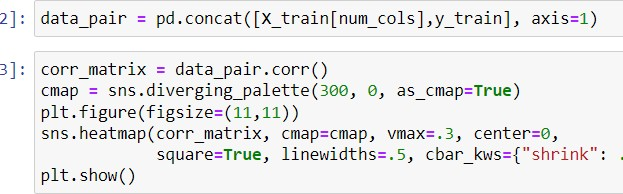 2]: data_pair = pd.concat([X_train[num_cols],y_train], axis=1)
3]: corr_matrix = data_pair.corr()
cmap = sns.diverging_palette(300, 0, as_cmap=True)
plt.figure(figsize=(11,11))
sns.heatmap(corr_matrix, cmap=cmap, vmax=.3, center=0,
square=True, linewidths=.5, cbar_kws={"shrink": .
plt.show()